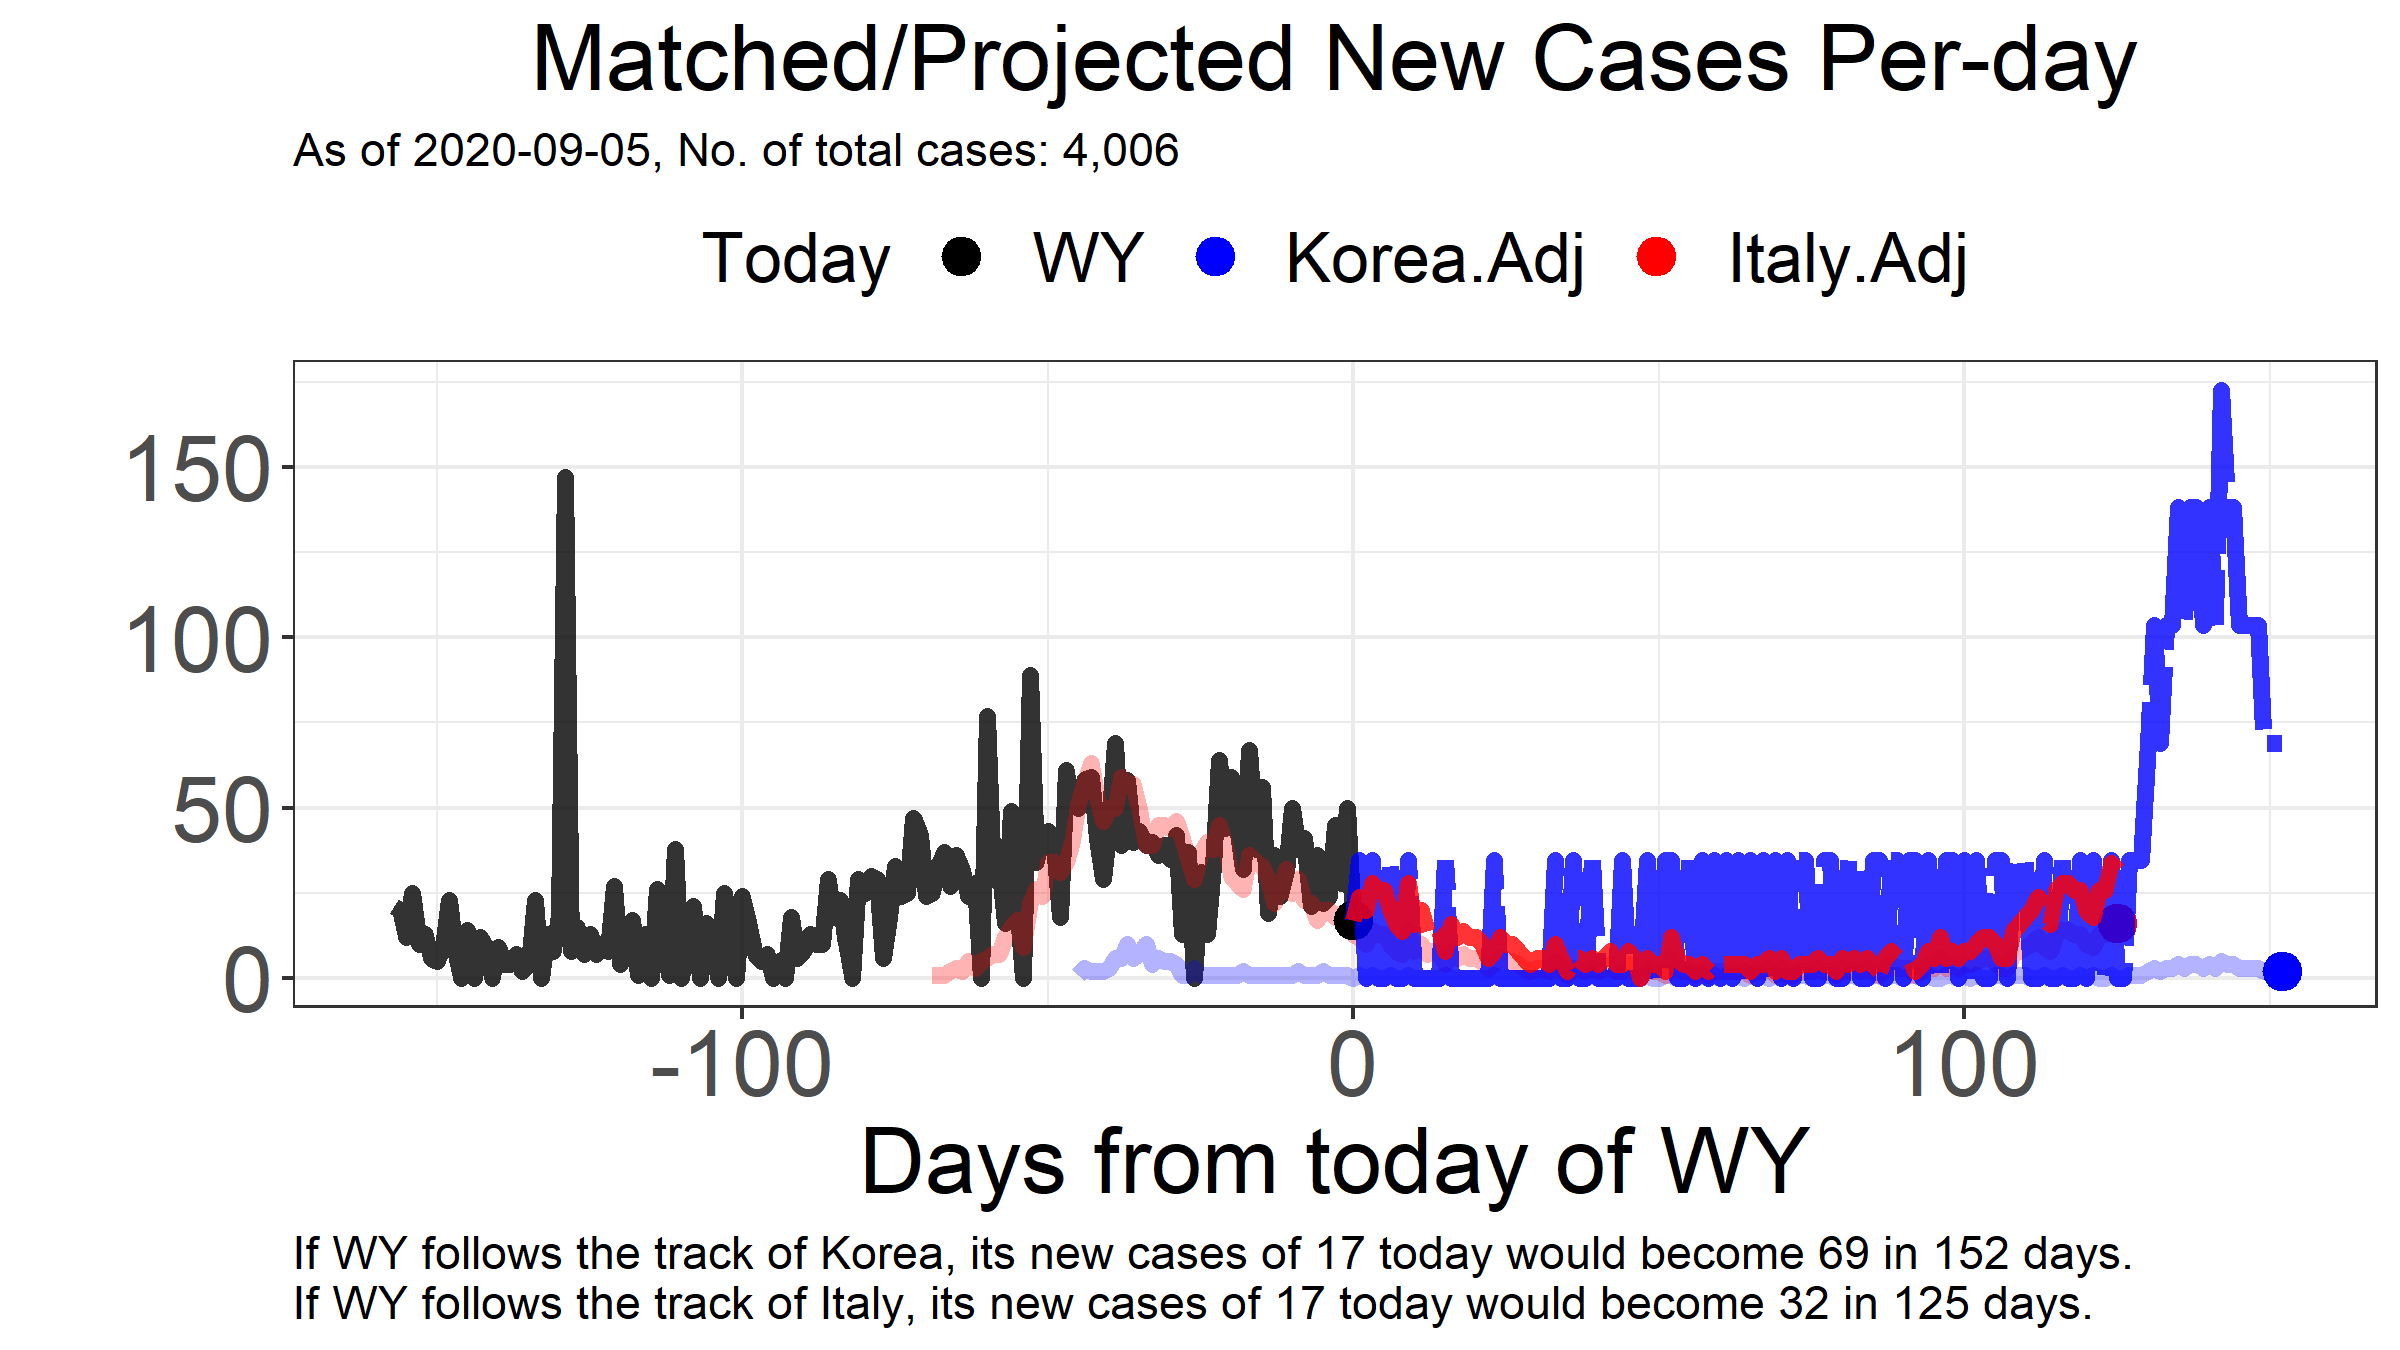 Matched/Projected New Cases Per-day
As of 2020-09-05, No. of total cases: 4,006
Today WY Korea.Adj Italy.Adj
150
100
50
0
-100 0 100
Days from today of WY
If WY follows the track of Korea, its new cases of 17 today would become 69 in 152 days.
If WY follows the track of Italy, its new cases of 17 today would become 32 in 125 days.